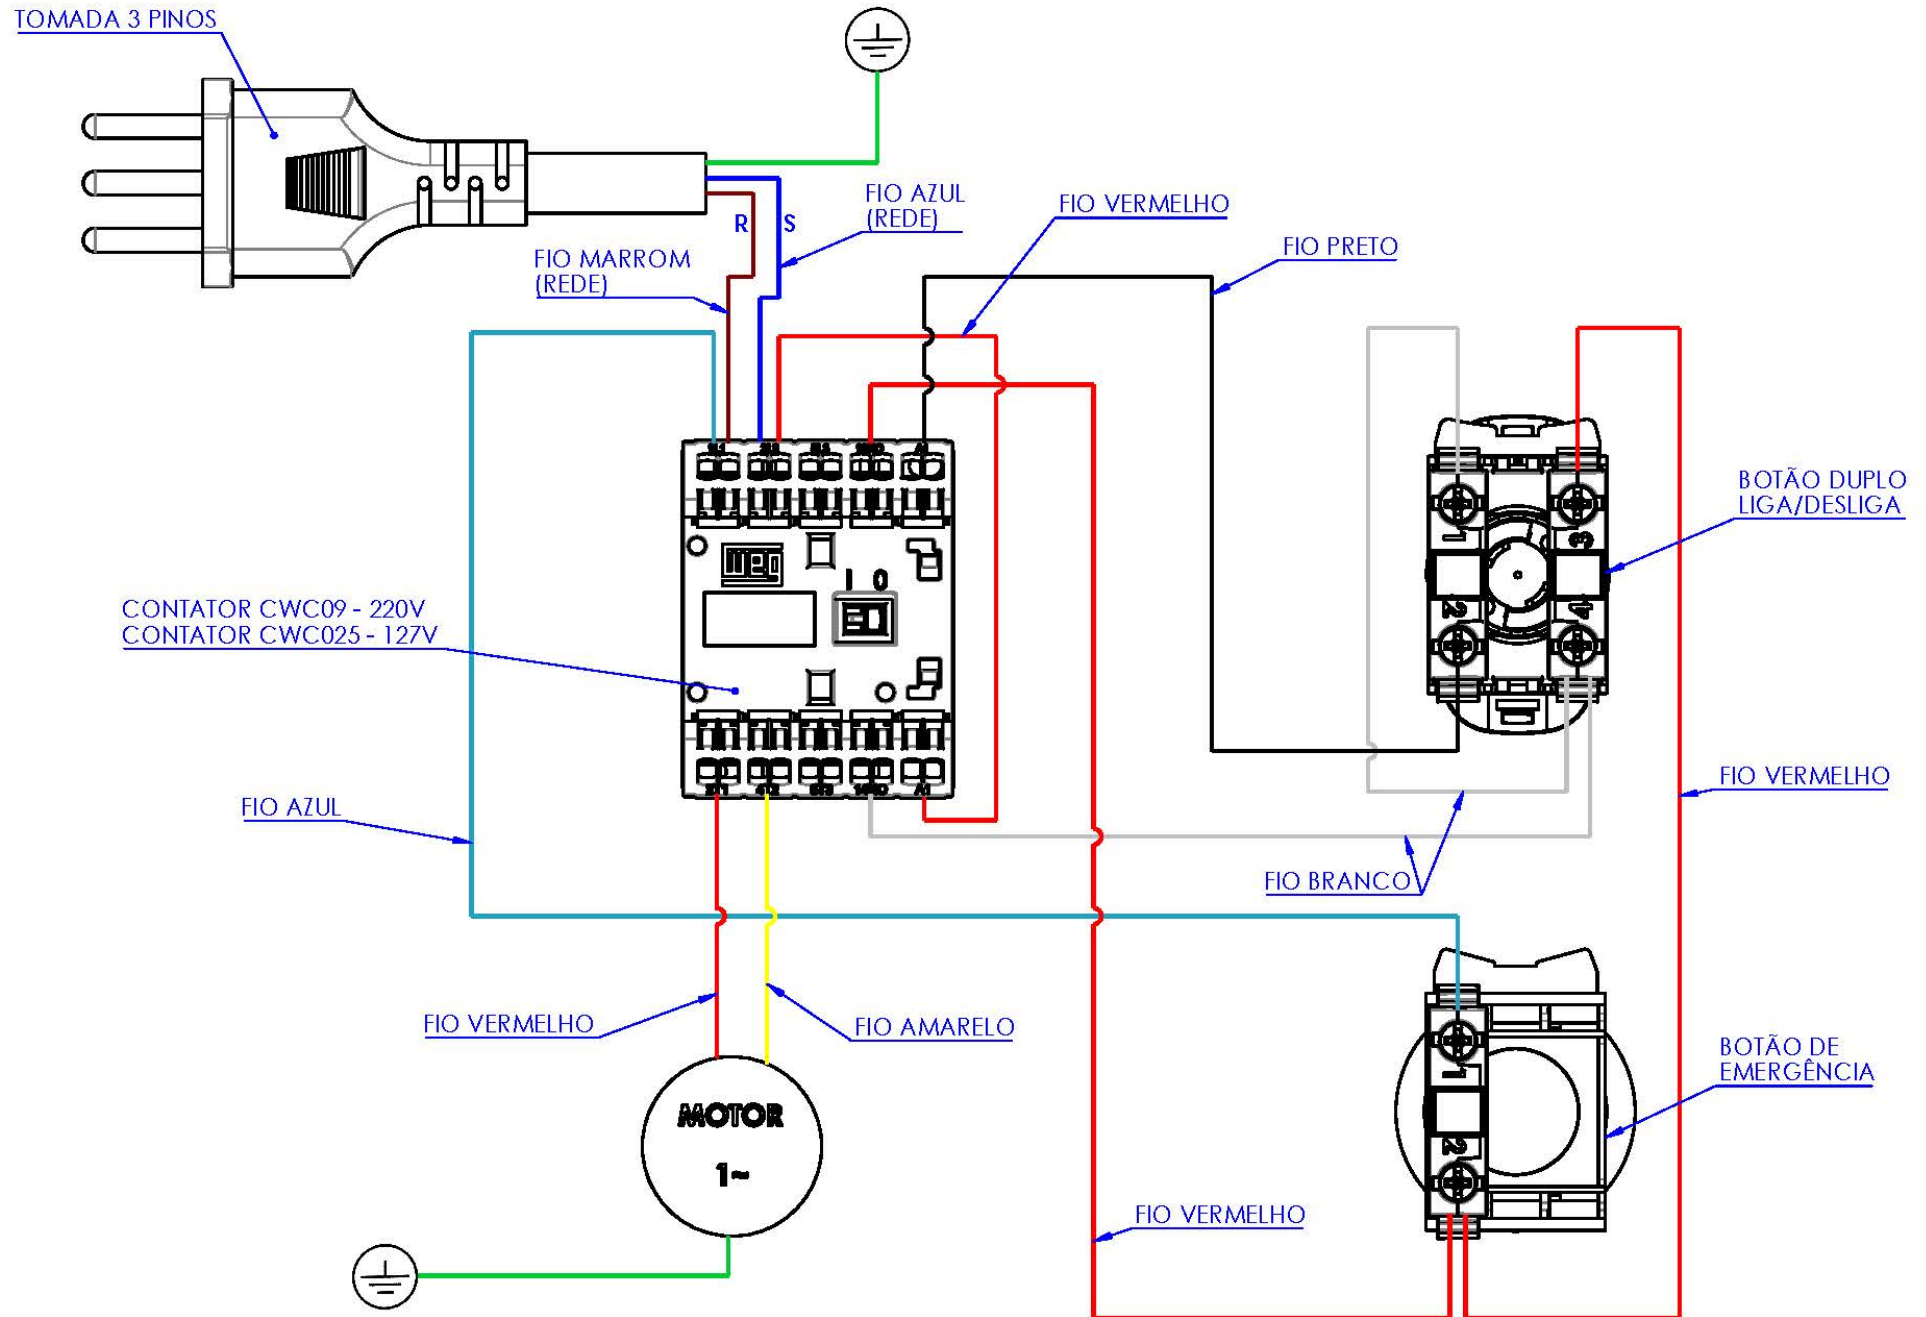 TOMADA 3 PINOS
FIO AZUL
(REDE)
R
S
FIO VERMELHO
FIO PRETO
FIO MARROM
(REDE)
I O
BOTÃO DUPLO
LIGA/DESLIGA
1
3
2
4
CONTATOR CWC09 - 220V
CONTATOR CWC025 - 127V
FIO VERMELHO
FIO AZUL
FIO BRANCO
FIO VERMELHO
FIO AMARELO
BOTÃO DE
EMERGÊNCIA
1
2
MOTOR
1~
FIO VERMELHO